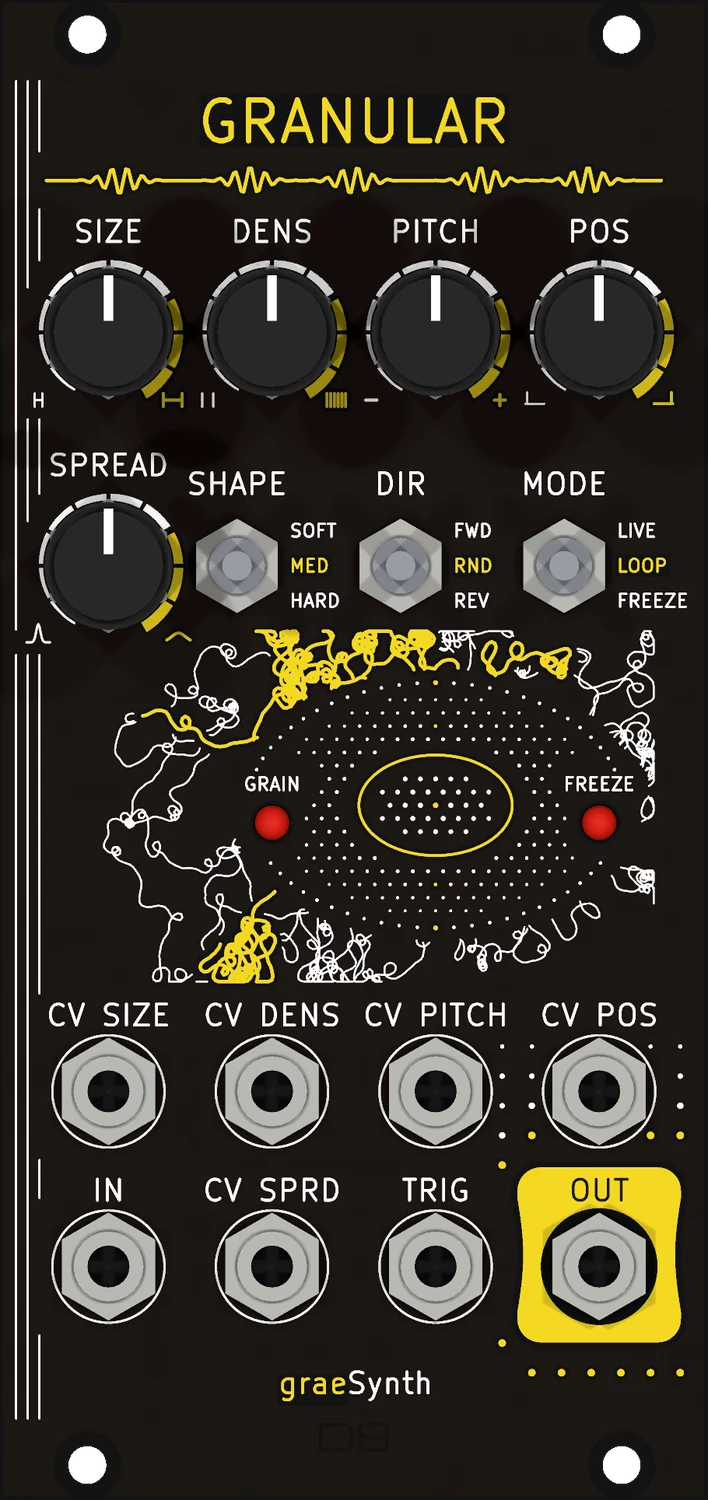 GRANULAR
SIZE DENS PITCH POS
SPREAD SHAPE DIR MODE
SOFT FWD LIVE
MED RND LOOP
HARD REV FREEZE
GRAIN FREEZE
CV SIZE CV DENS CV PITCH CV POS
IN CV SPRD TRIG OUT
graeSynth
D9